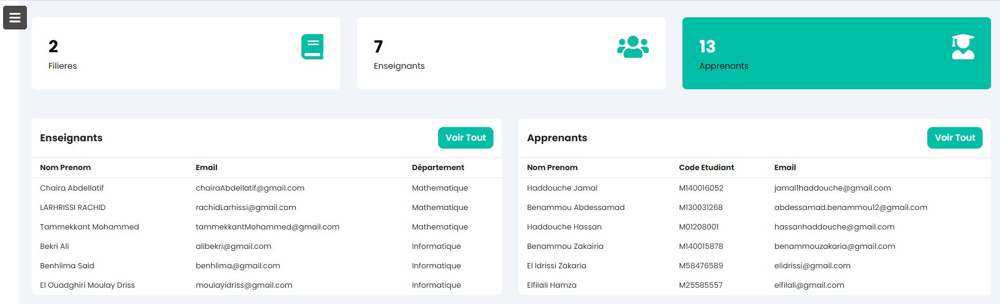 2
Filieres
7
Enseignants
13
Apprenants
Enseignants
Voir Tout
Nom Prenom Email Département
Chaira Abdellatif chairaAbdellatif@gmail.com Mathematique
LARHRISSI RACHID rachidLarhissi@gmail.com Mathematique
Tammekkant Mohammed tammekkantMohammed@gmail.com Mathematique
Bekri Ali alibekri@gmail.com Informatique
Benhlima Said benhlima@gmail.com Informatique
El Ouadghiri Moulay Driss moulayidriss@gmail.com Informatique
Apprenants
Voir Tout
Nom Prenom Code Etudiant Email
Haddouche Jamal M140016052 jamal1haddouche@gmail.com
Benammou Abdessamad M130031268 abdessamad.benammou12@gmail.com
Haddouche Hassan M01208001 hassanhaddouche@gmail.com
Benammou Zakairia M140015878 benammouzakaria@gmail.com
El Idrissi Zakaria M58476589 elidrissi@gmail.com
Elfilali Hamza M25585557 elfilali@gmail.com